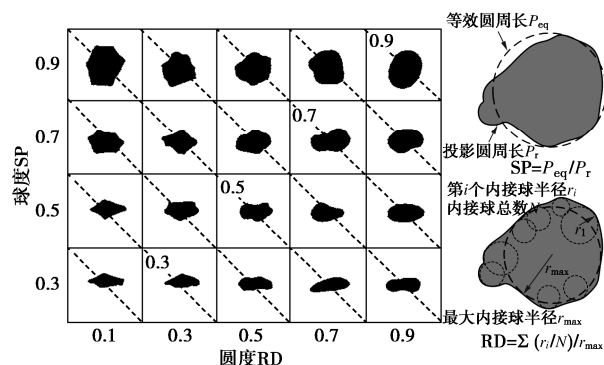 球度SP
0.9
0.7
0.5
0.3
0.9
0.7
0.5
0.3
0.1
0.3
0.5
0.7
0.9
圆度RD
等效圆周长Peq
投影圆周长Pr
SP=Peq/Pr
第i个内接球半径ri
内接球总数N
r1
rmax
最大内接球半径rmax
RD=Σ (ri/N)/rmax